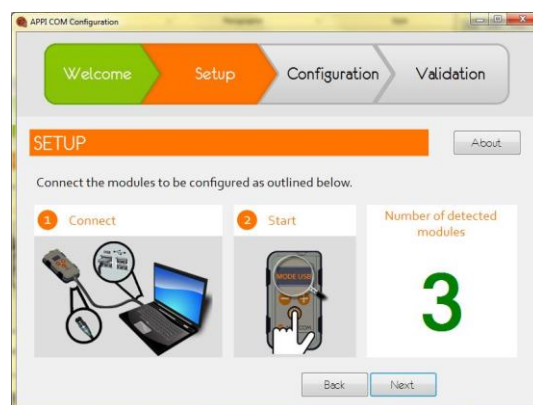 APPI COM Configuration
Welcome
Setup
Configuration
Validation
SETUP
About
Connect the modules to be configured as outlined below.
1 Connect
2 Start
Number of detected
modules
MODE USB
3
Back
Next